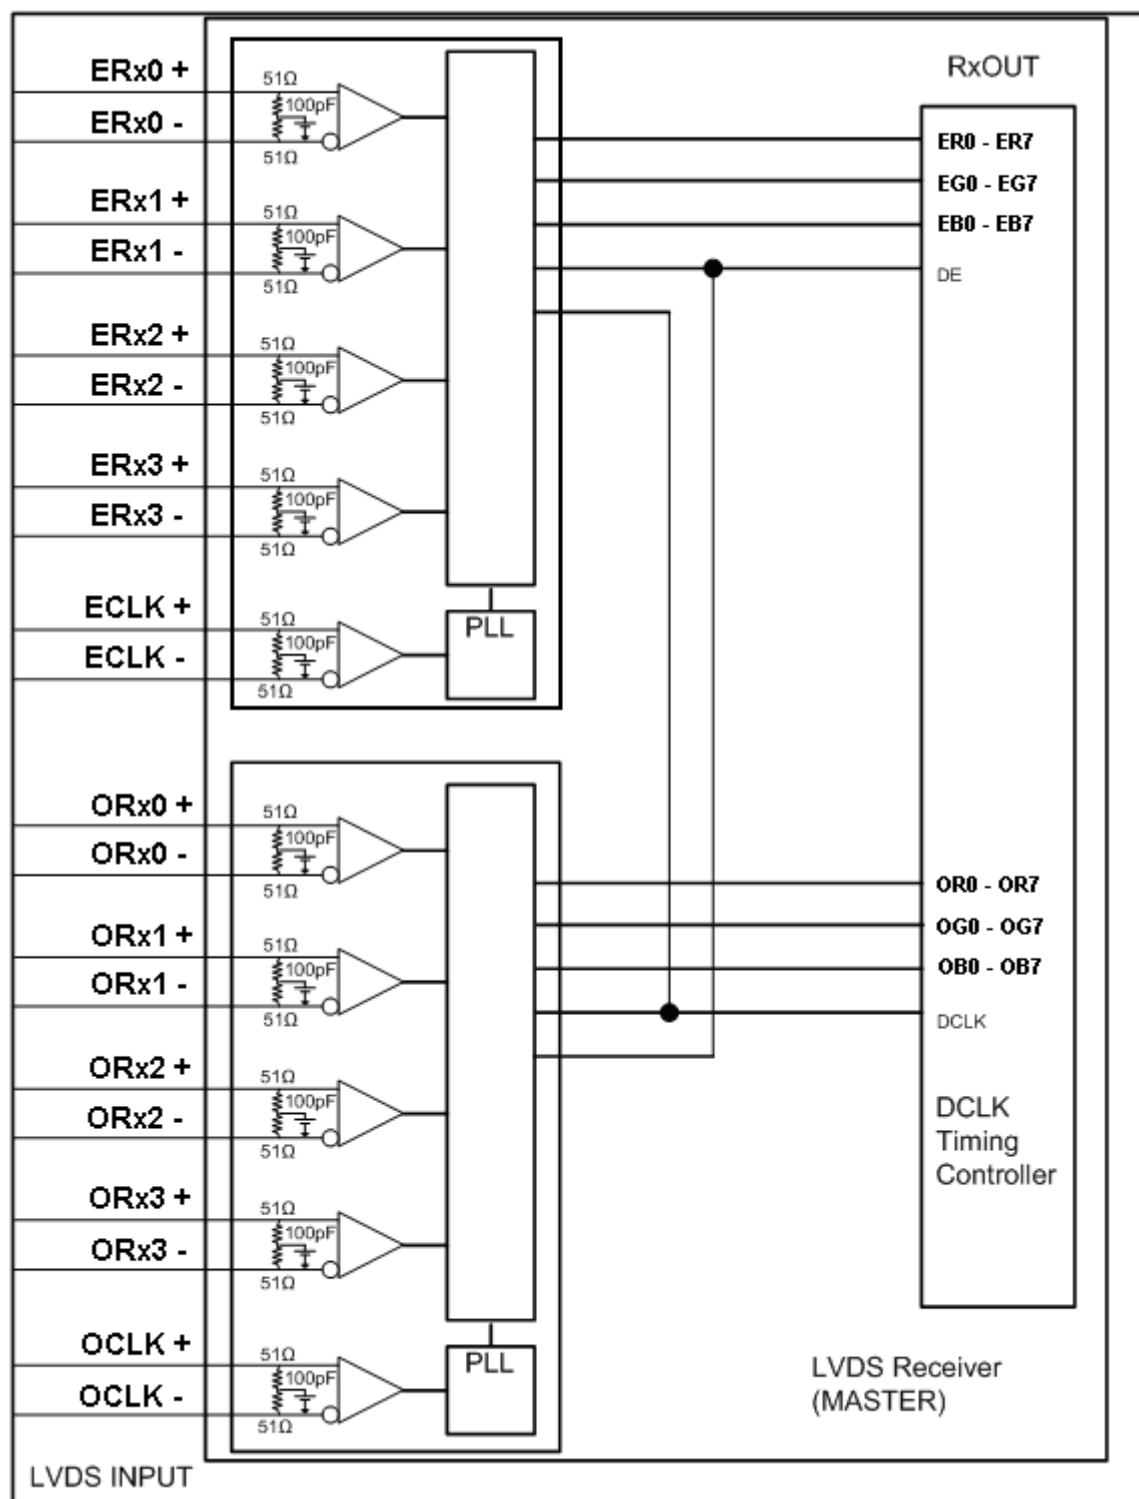 RxOUT
ERx0 +
51Ω
100pF
ERx0 -
51Ω
ER0 - ER7
EG0 - EG7
ERx1 +
51Ω
100pF
EB0 - EB7
ERx1 -
51Ω
DE
ERx2 +
51Ω
100pF
ERx2 -
51Ω
ERx3 +
51Ω
100pF
ERx3 -
51Ω
ECLK +
51Ω
100pF
PLL
ECLK -
51Ω
ORx0 +
51Ω
100pF
ORx0 -
51Ω
OR0 - OR7
OG0 - OG7
ORx1 +
51Ω
100pF
OB0 - OB7
ORx1 -
51Ω
DCLK
ORx2 +
51Ω
100pF
ORx2 -
51Ω
DCLK
Timing
Controller
ORx3 +
51Ω
100pF
ORx3 -
51Ω
OCLK +
51Ω
100pF
PLL
OCLK -
51Ω
LVDS Receiver
(MASTER)
LVDS INPUT